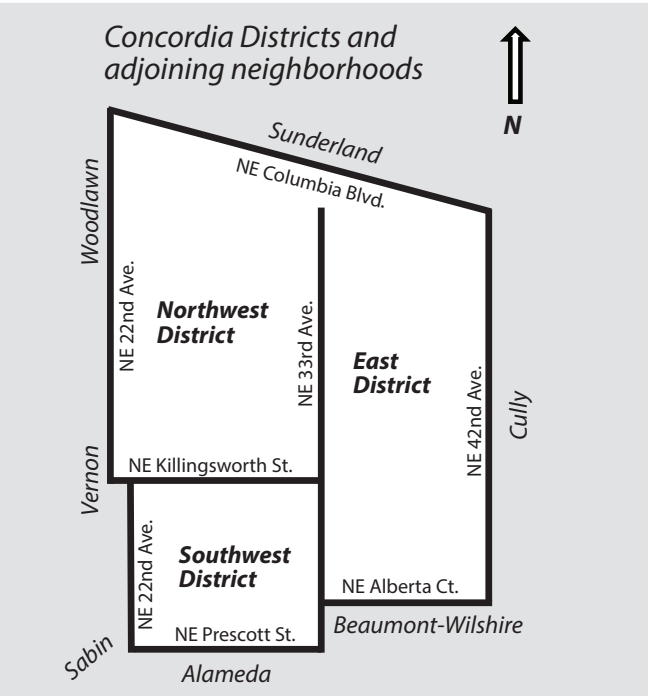 Concordia Districts and
adjoining neighborhoods
N
Sunderland
NE Columbia Blvd.
Woodlawn
NE 22nd Ave.
Northwest
District
NE 33rd Ave.
East
District
NE 42nd Ave.
Cully
Vernon
NE Killingsworth St.
NE 22nd Ave.
Southwest
District
NE Alberta Ct.
NE Prescott St.
Beaumont-Wilshire
Sabin
Alameda